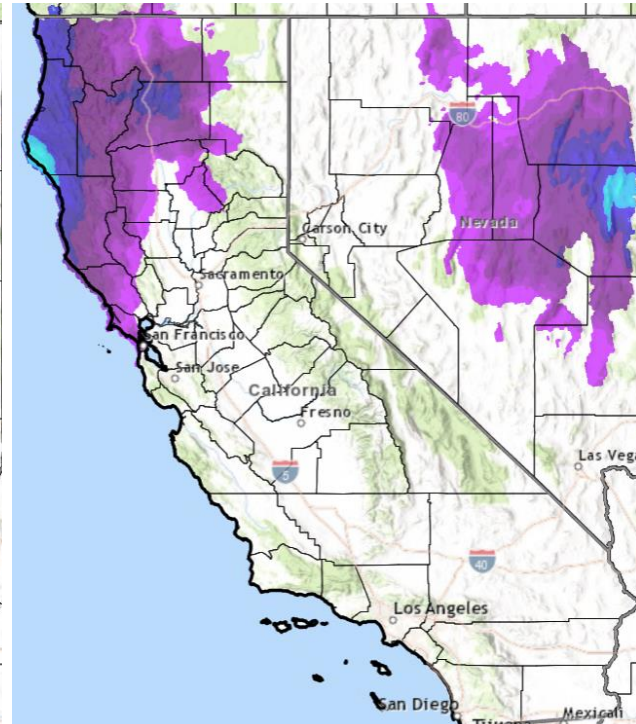 80
Nevada
Carson City
Sacramento
San Francisco
San Jose
California
Fresno
5
Las Vega
40
Los Angeles
San Diego
Mexicali